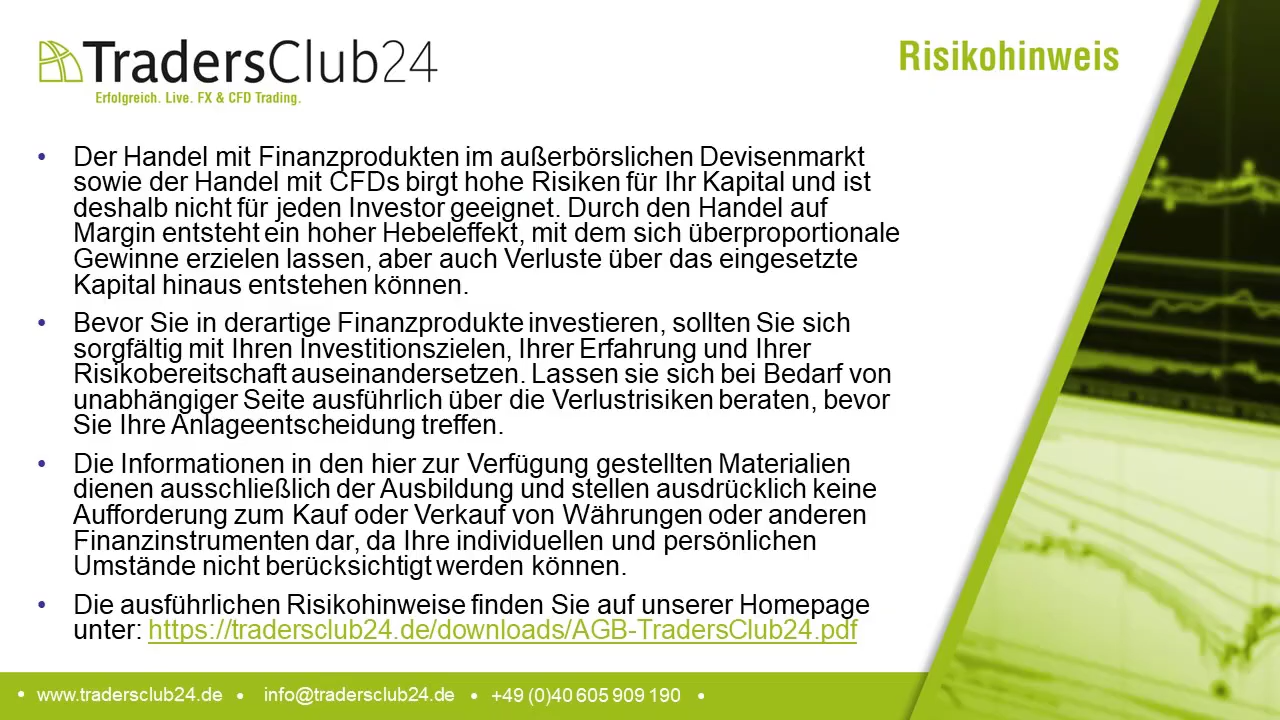 TradersClub24
Erfolgreich. Live. FX & CFD Trading.
Risikohinweis
• Der Handel mit Finanzprodukten im außerbörslichen Devisenmarkt
sowie der Handel mit CFDs birgt hohe Risiken für Ihr Kapital und ist
deshalb nicht für jeden Investor geeignet. Durch den Handel auf
Margin entsteht ein hoher Hebeleffekt, mit dem sich überproportionale
Gewinne erzielen lassen, aber auch Verluste über das eingesetzte
Kapital hinaus entstehen können.
• Bevor Sie in derartige Finanzprodukte investieren, sollten Sie sich
sorgfältig mit Ihren Investitionszielen, Ihrer Erfahrung und Ihrer
Risikobereitschaft auseinandersetzen. Lassen sie sich bei Bedarf von
unabhängiger Seite ausführlich über die Verlustrisiken beraten, bevor
Sie Ihre Anlageentscheidung treffen.
• Die Informationen in den hier zur Verfügung gestellten Materialien
dienen ausschließlich der Ausbildung und stellen ausdrücklich keine
Aufforderung zum Kauf oder Verkauf von Währungen oder anderen
Finanzinstrumenten dar, da Ihre individuellen und persönlichen
Umstände nicht berücksichtigt werden können.
• Die ausführlichen Risikohinweise finden Sie auf unserer Homepage
unter: https://tradersclub24.de/downloads/AGB-TradersClub24.pdf
• www.tradersclub24.de • info@tradersclub24.de • +49 (0)40 605 909 190 •